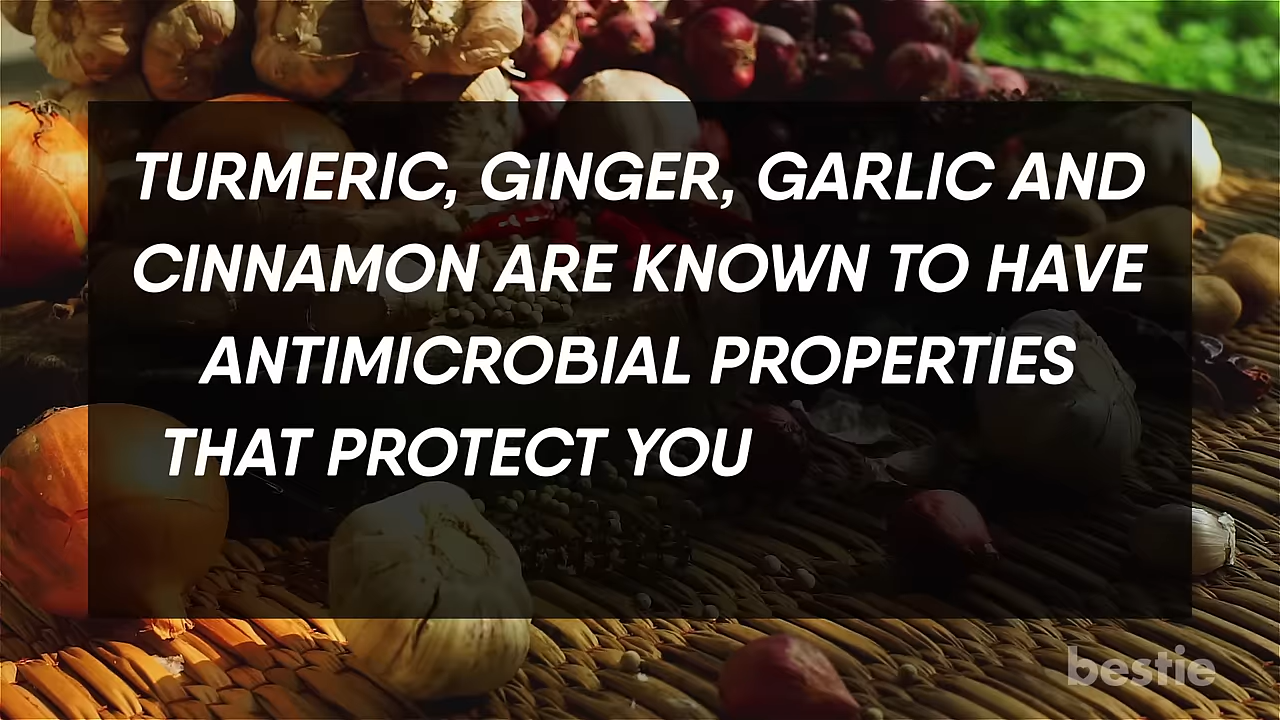 TURMERIC, GINGER, GARLIC AND
CINNAMON ARE KNOWN TO HAVE
ANTIMICROBIAL PROPERTIES
THAT PROTECT YOU
bestie